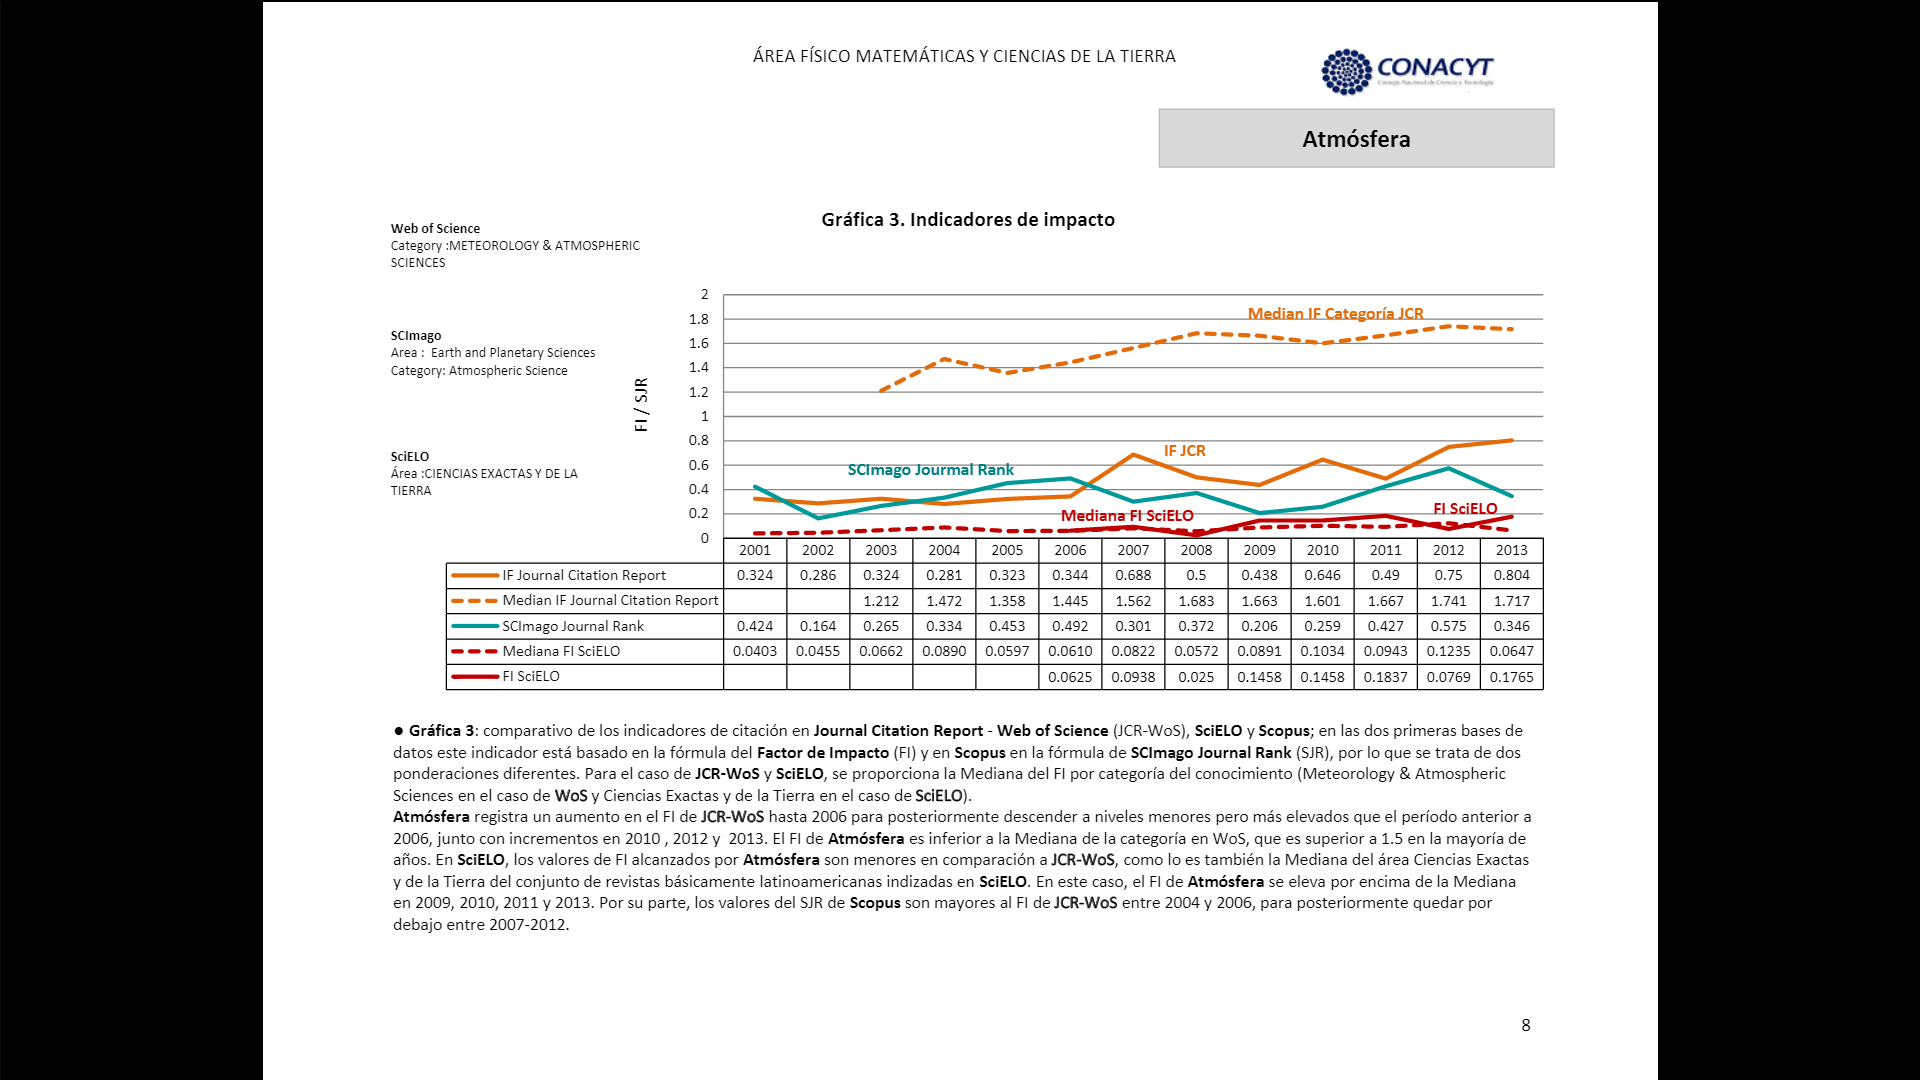 ÁREA FÍSICO MATEMÁTICAS Y CIENCIAS DE LA TIERRA
CONACYT
Consejo Nacional de Ciencia y Tecnología
Atmósfera
Gráfica 3. Indicadores de impacto
Web of Science
Category :METEOROLOGY & ATMOSPHERIC
SCIENCES
SCImago
Area : Earth and Planetary Sciences
Category: Atmospheric Science
SciELO
Área :CIENCIAS EXACTAS Y DE LA
TIERRA
FI / SJR
2
1.8
1.6
1.4
1.2
1
0.8
0.6
0.4
0.2
0
Median IF Categoría JCR
IF JCR
SCImago Jourmal Rank
Mediana FI SciELO
FI SciELO
2001 2002 2003 2004 2005 2006 2007 2008 2009 2010 2011 2012 2013
IF Journal Citation Report 0.324 0.286 0.324 0.281 0.323 0.344 0.688 0.5 0.438 0.646 0.49 0.75 0.804
Median IF Journal Citation Report 1.212 1.472 1.358 1.445 1.562 1.683 1.663 1.601 1.667 1.741 1.717
SCImago Journal Rank 0.424 0.164 0.265 0.334 0.453 0.492 0.301 0.372 0.206 0.259 0.427 0.575 0.346
Mediana FI SciELO 0.0403 0.0455 0.0662 0.0890 0.0597 0.0610 0.0822 0.0572 0.0891 0.1034 0.0943 0.1235 0.0647
FI SciELO 0.0625 0.0938 0.025 0.1458 0.1458 0.1837 0.0769 0.1765
● Gráfica 3: comparativo de los indicadores de citación en Journal Citation Report - Web of Science (JCR-WoS), SciELO y Scopus; en las dos primeras bases de
datos este indicador está basado en la fórmula del Factor de Impacto (FI) y en Scopus en la fórmula de SCImago Journal Rank (SJR), por lo que se trata de dos
ponderaciones diferentes. Para el caso de JCR-WoS y SciELO, se proporciona la Mediana del FI por categoría del conocimiento (Meteorology & Atmospheric
Sciences en el caso de WoS y Ciencias Exactas y de la Tierra en el caso de SciELO).
Atmósfera registra un aumento en el FI de JCR-WoS hasta 2006 para posteriormente descender a niveles menores pero más elevados que el período anterior a
2006, junto con incrementos en 2010 , 2012 y 2013. El FI de Atmósfera es inferior a la Mediana de la categoría en WoS, que es superior a 1.5 en la mayoría de
años. En SciELO, los valores de FI alcanzados por Atmósfera son menores en comparación a JCR-WoS, como lo es también la Mediana del área Ciencias Exactas
y de la Tierra del conjunto de revistas básicamente latinoamericanas indizadas en SciELO. En este caso, el FI de Atmósfera se eleva por encima de la Mediana
en 2009, 2010, 2011 y 2013. Por su parte, los valores del SJR de Scopus son mayores al FI de JCR-WoS entre 2004 y 2006, para posteriormente quedar por
debajo entre 2007-2012.
8